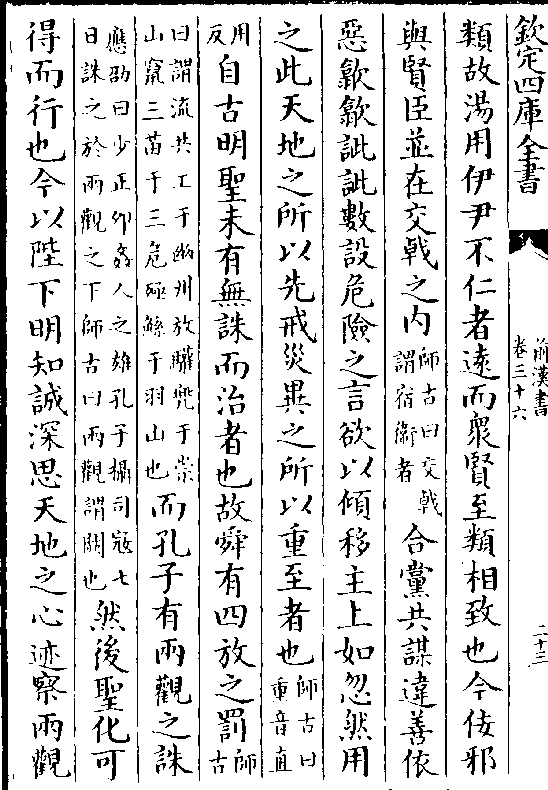 欽定四庫全書
前漢書
卷三十六
二十三
類故湯用伊尹不仁者遠而衆賢至類相致也今佞邪
與賢臣並在交戟之内師古曰交戟謂宿衞者合黨共謀違善依
惡歙歙訿訿數設危險之言欲以傾移主上如忽然用
之此天地之所以先戒災異之所以重至者也師古曰重音直
用反自古明聖未有無誅而治者也故舜有四放之罰師古
曰謂流共工于幽州放驩兜于崇山竄三苗于三危殛鯀于羽山也而孔子有兩觀之誅
應劭曰少正卯姦人之雄孔子攝司寇七日誅之於兩觀之下師古曰兩觀謂闕也然後聖化可
得而行也今以陛下明知誠深思天地之心迹察兩觀